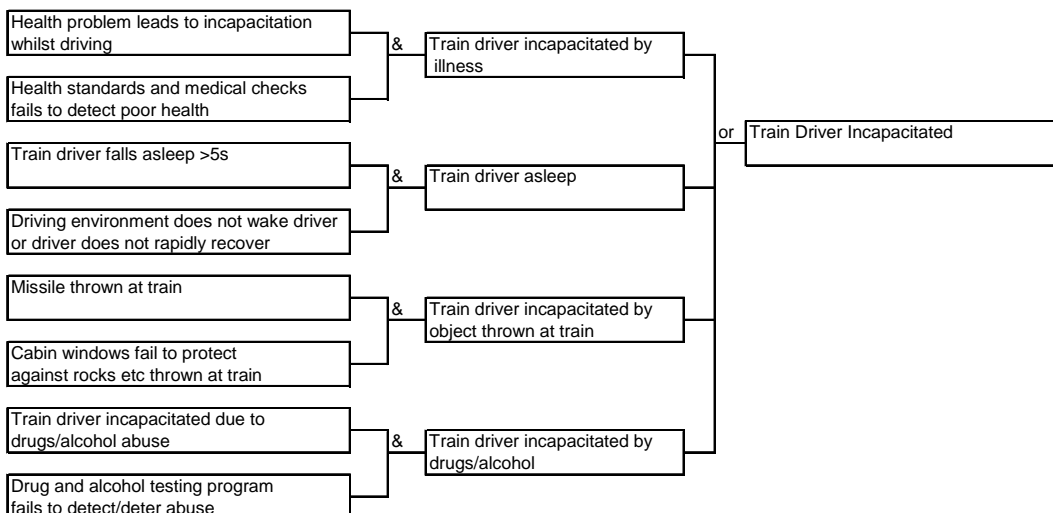 Health problem leads to incapacitation
whilst driving
&
Train driver incapacitated by
illness
Health standards and medical checks
fails to detect poor health
or
Train Driver Incapacitated
Train driver falls asleep >5s
&
Train driver asleep
Driving environment does not wake driver
or driver does not rapidly recover
Missile thrown at train
&
Train driver incapacitated by
object thrown at train
Cabin windows fail to protect
against rocks etc thrown at train
Train driver incapacitated due to
drugs/alcohol abuse
&
Train driver incapacitated by
drugs/alcohol
Drug and alcohol testing program
fails to detect/deter abuse